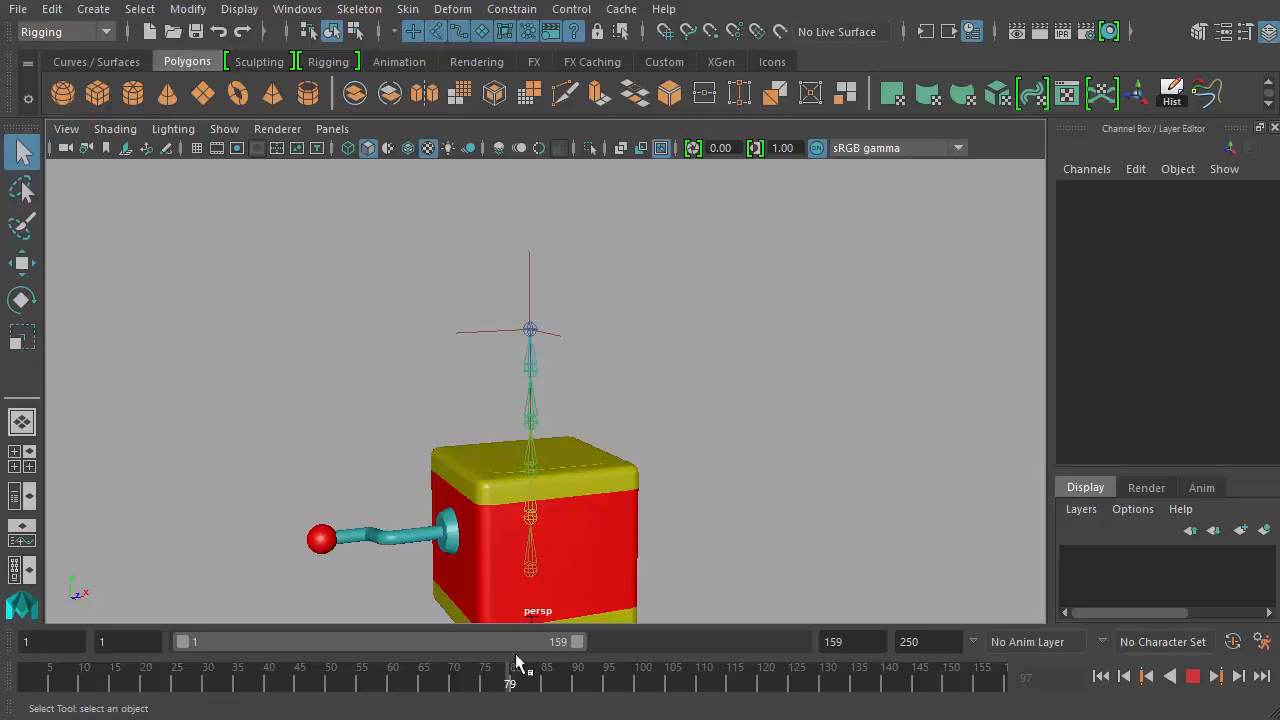 File Edit Create Select Modify Display Windows Skeleton Skin Deform Constrain Control Cache Help
Rigging No Live Surface
Curves / Surfaces Polygons Sculpting Rigging Animation Rendering FX FX Caching Custom XGen Icons
Hist
View Shading Lighting Show Renderer Panels
Channel Box / Layer Editor
0.00 1.00 ON sRGB gamma
Channels Edit Object Show
Display Render Anim
Layers Options Help
y
z x
persp
1 1 1 159 159 250 No Anim Layer No Character Set
5 10 15 20 25 30 35 40 45 50 55 60 65 70 75 80 85 90 95 100 105 110 115 120 125 130 135 140 145 150 155 1
79 97
Select Tool: select an object